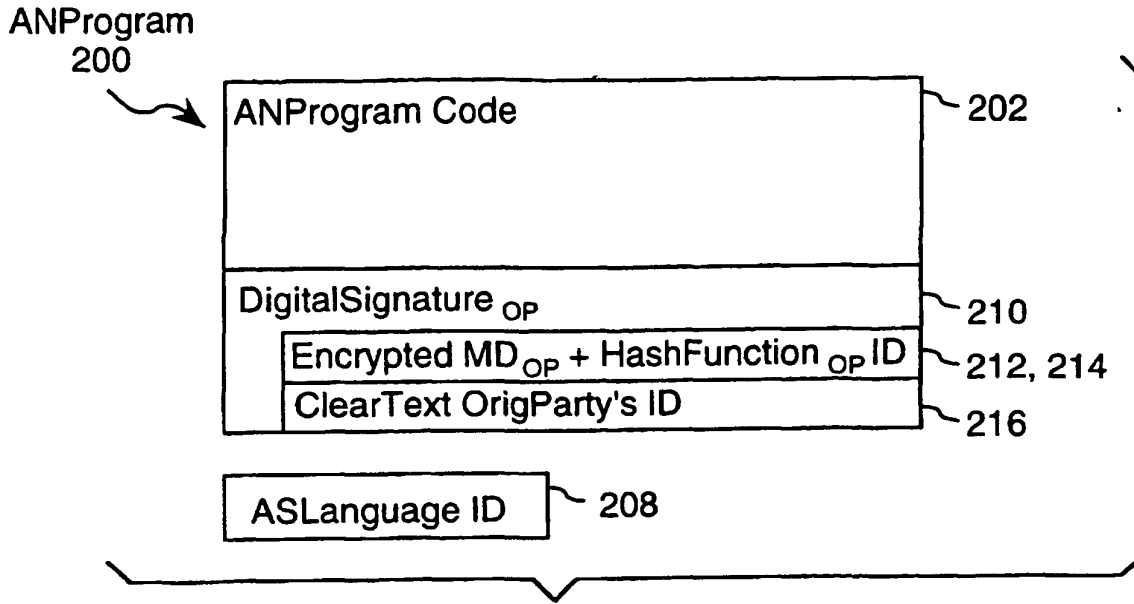 ANProgram
200
ANProgram Code
202
DigitalSignature OP
210
Encrypted MD OP + HashFunction OP ID
212, 214
ClearText OrigParty's ID
216
ASLanguage ID
208